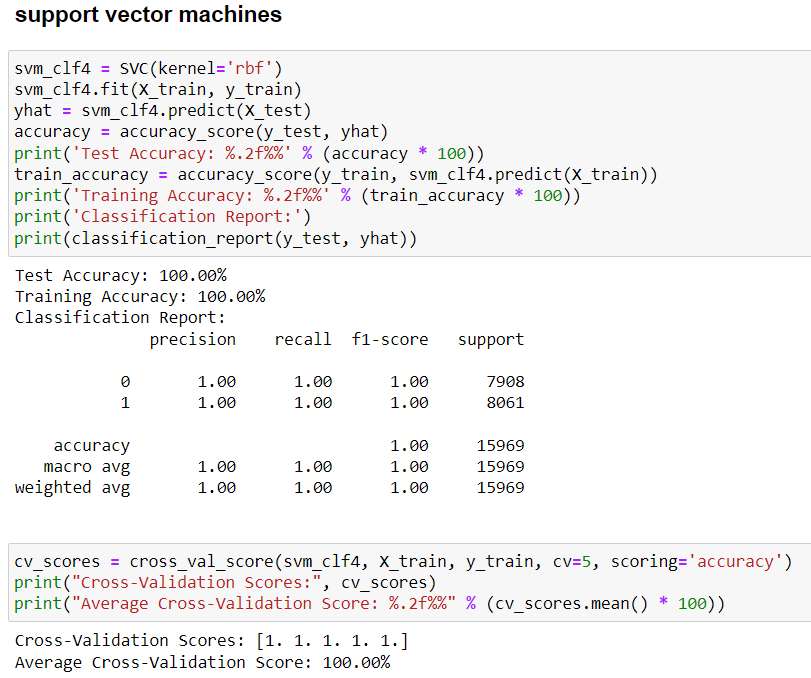 support vector machines
svm_clf4 = SVC(kernel='rbf')
svm_clf4.fit(X_train, y_train)
yhat = svm_clf4.predict(X_test)
accuracy = accuracy_score(y_test, yhat)
print('Test Accuracy: %.2f%%' % (accuracy * 100))
train_accuracy = accuracy_score(y_train, svm_clf4.predict(X_train))
print('Training Accuracy: %.2f%%' % (train_accuracy * 100))
print('Classification Report:')
print(classification_report(y_test, yhat))
Test Accuracy: 100.00%
Training Accuracy: 100.00%
Classification Report:
precision recall f1-score support
0 1.00 1.00 1.00 7908
1 1.00 1.00 1.00 8061
accuracy 1.00 15969
macro avg 1.00 1.00 1.00 15969
weighted avg 1.00 1.00 1.00 15969
cv_scores = cross_val_score(svm_clf4, X_train, y_train, cv=5, scoring='accuracy')
print("Cross-Validation Scores:", cv_scores)
print("Average Cross-Validation Score: %.2f%%" % (cv_scores.mean() * 100))
Cross-Validation Scores: [1. 1. 1. 1. 1.]
Average Cross-Validation Score: 100.00%